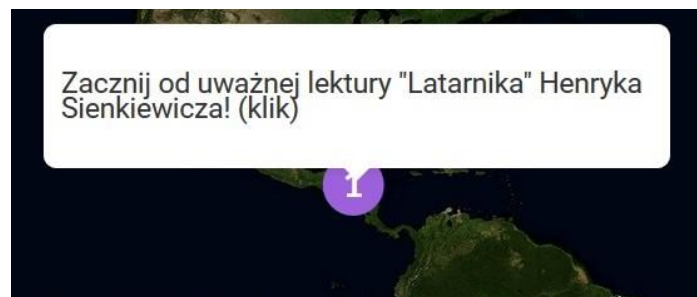 Zacznij od uważnej lektury "Latarnika" Henryka
Sienkiewicza! (klik)
1